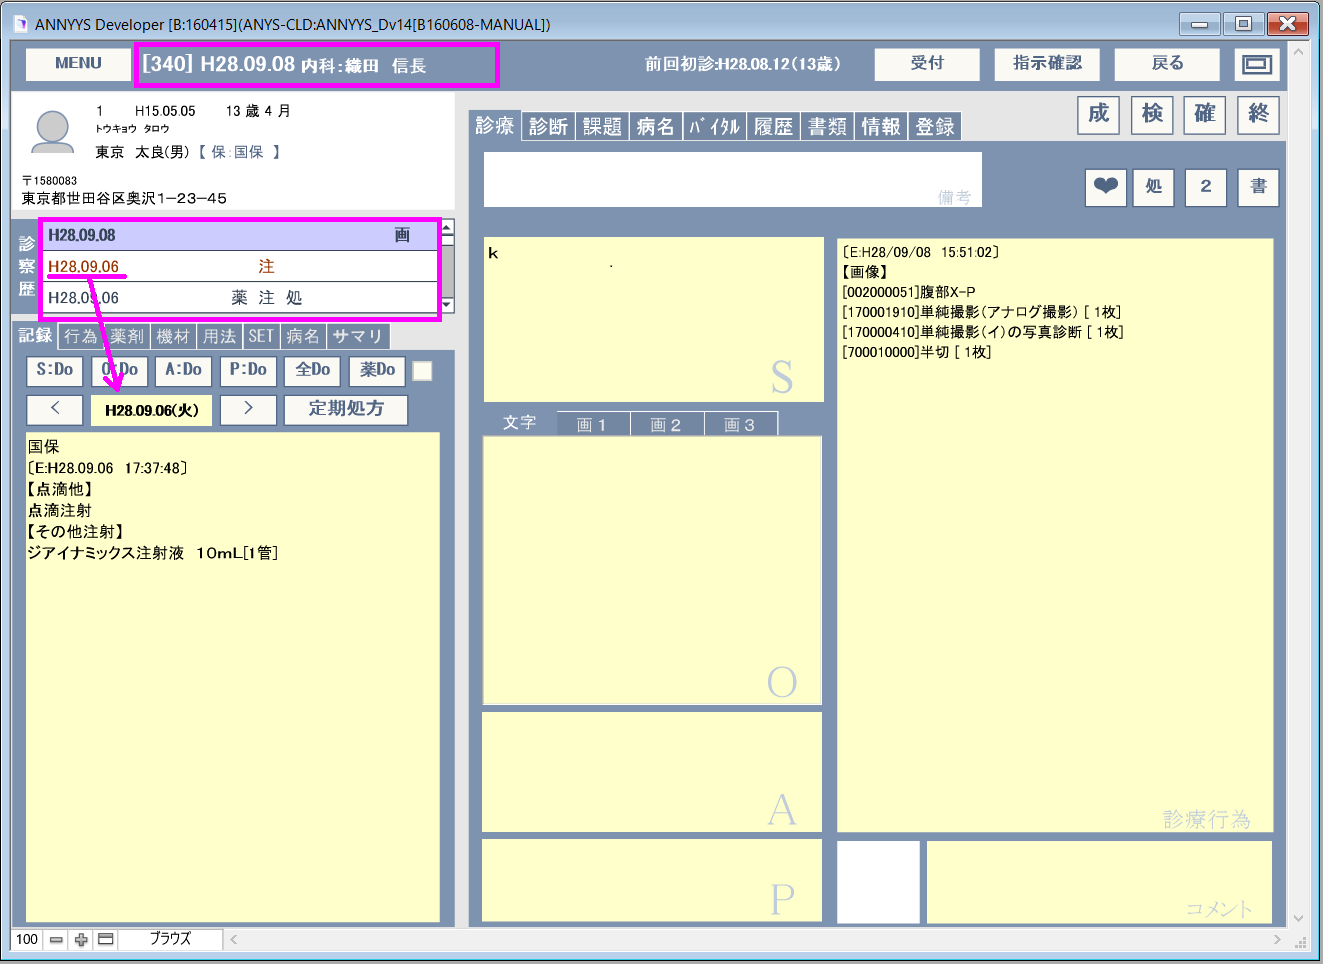 ANNYYS Developer [B:160415](ANYS-CLD:ANNYYS_Dv14[B160608-MANUAL])
MENU
[340] H28.09.08 内科:織田 信長
前回初診:H28.08.12(13歳)
受付
指示確認
戻る
1 H15.05.05 13 歳 4 月
トウキョウ タロウ
東京 太良(男)【 保:国保 】
〒1580083
東京都世田谷区奥沢1-23-45
成 検 確 終
診療 診断 課題 病名 バイタル 履歴 書類 情報 登録
備考
処 2 書
診察歴
H28.09.08 画
H28.09.06 注
H28.09.06 薬 注 処
記録 行為 薬剤 機材 用法 SET 病名 サマリ
S:Do O:Do A:Do P:Do 全Do 薬Do
< H28.09.06(火) > 定期処方
国保
〔E:H28.09.06 17:37:48〕
【点滴他】
点滴注射
【その他注射】
ジアイナミックス注射液 10mL[1管]
k
S
文字 画1 画2 画3
O
A
P
〔E:H28/09/08 15:51:02〕
【画像】
[002000051]腹部X-P
[170001910]単純撮影(アナログ撮影) [ 1枚]
[170000410]単純撮影(イ)の写真診断 [ 1枚]
[700010000]半切 [ 1枚]
診療行為
コメント
100 ブラウズ